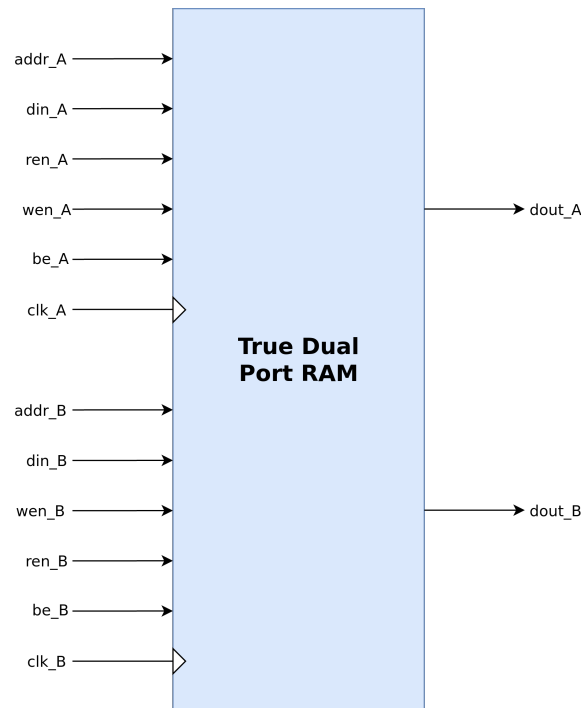 addr_A
din_A
ren_A
wen_A
be_A
clk_A
dout_A
True Dual
Port RAM
addr_B
din_B
wen_B
ren_B
be_B
clk_B
dout_B